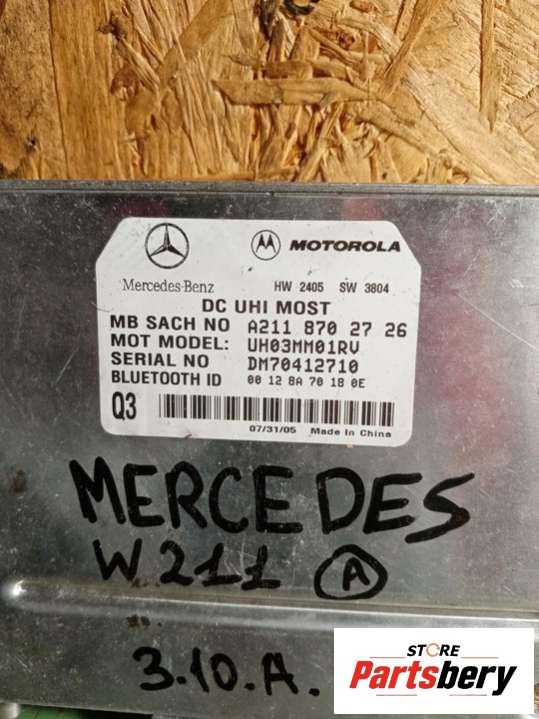 MOTOROLA
Mercedes-Benz HW 2405 SW 3804
DC UHI MOST
MB SACH NO A211 870 27 26
MOT MODEL: UH03MM01RV
SERIAL NO DM70412710
BLUETOOTH ID 00 12 8A 70 18 0E
Q3
07/31/05 Made In China
MERCEDES
W211 A
3.10.A.
STORE
Partsbery